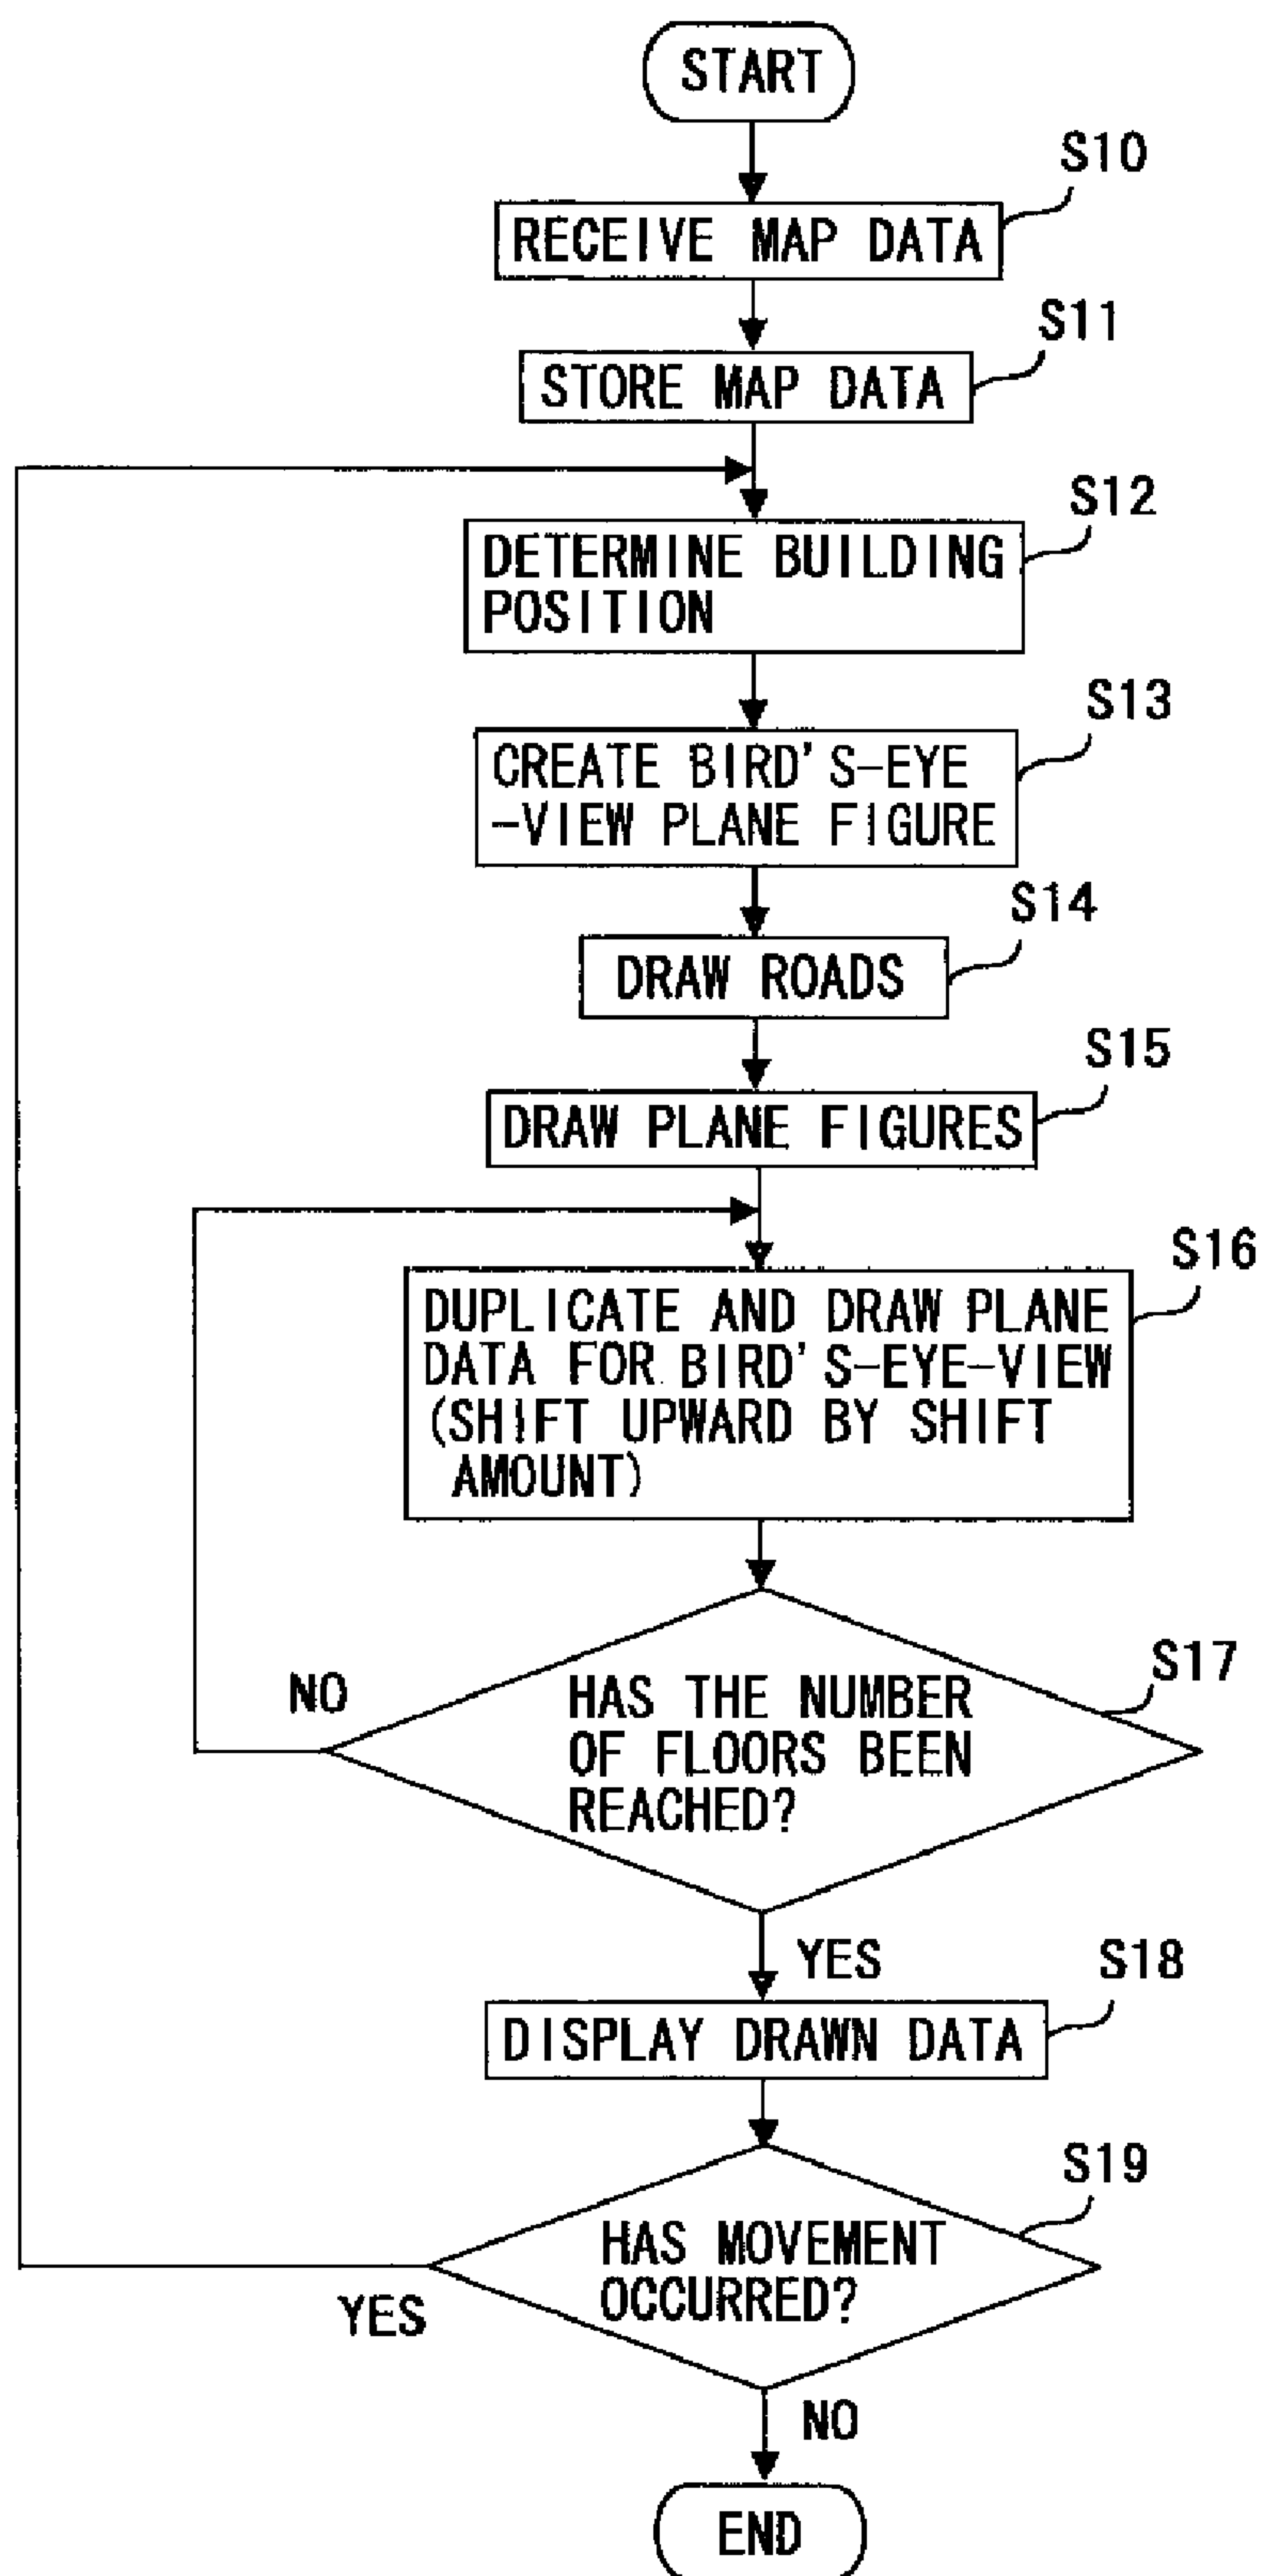 START
S10
RECEIVE MAP DATA
S11
STORE MAP DATA
S12
DETERMINE BUILDING
POSITION
S13
CREATE BIRD'S-EYE
-VIEW PLANE FIGURE
S14
DRAW ROADS
S15
DRAW PLANE FIGURES
S16
DUPLICATE AND DRAW PLANE
DATA FOR BIRD'S-EYE-VIEW
(SHIFT UPWARD BY SHIFT
AMOUNT)
S17
NO
HAS THE NUMBER
OF FLOORS BEEN
REACHED?
YES
S18
DISPLAY DRAWN DATA
S19
HAS MOVEMENT
OCCURRED?
YES
NO
END